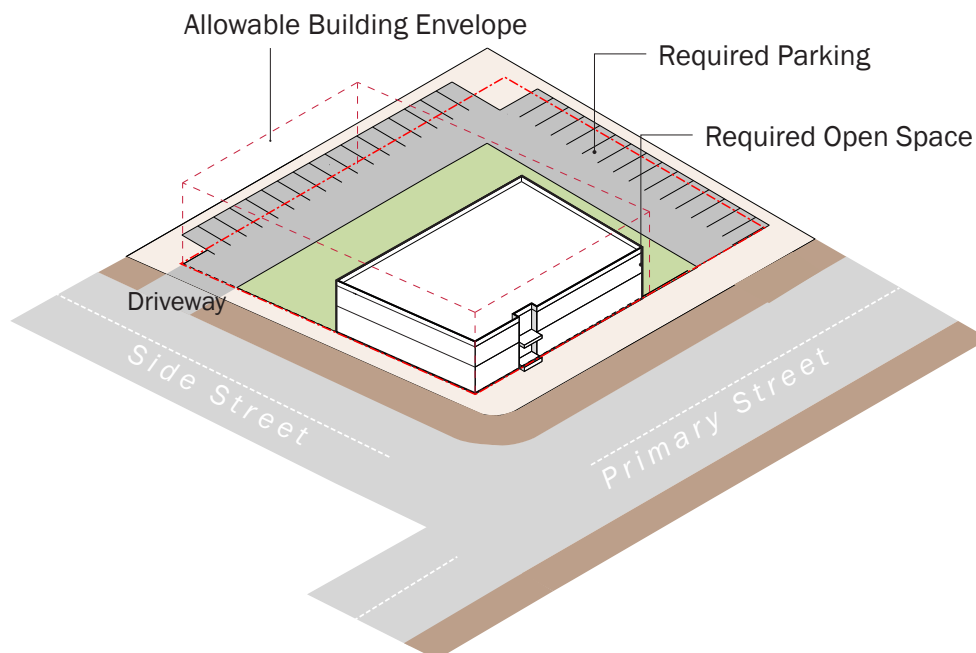 Allowable Building Envelope
Required Parking
Required Open Space
Driveway
Side Street
Primary Street